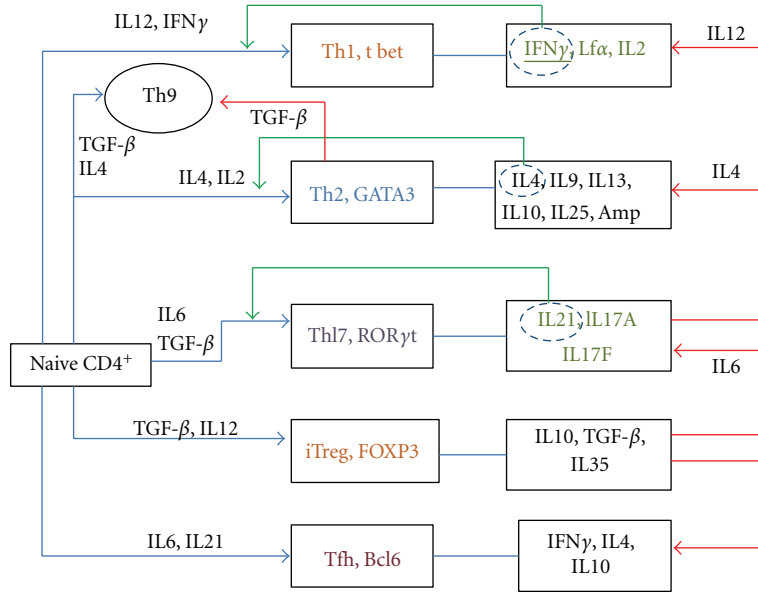 IL12, IFNγ
Th1, t bet
IFNγ, Lfα, IL2
IL12
Th9
TGF-β
IL4
TGF-β
IL4, IL2
Th2, GATA3
IL4, IL9, IL13,
IL10, IL25, Amp
IL4
IL6
TGF-β
Thl7, RORγt
IL21, lL17A
IL17F
IL6
Naive CD4⁺
TGF-β, IL12
iTreg, FOXP3
IL10, TGF-β,
IL35
IL6, IL21
Tfh, Bcl6
IFNγ, IL4,
IL10